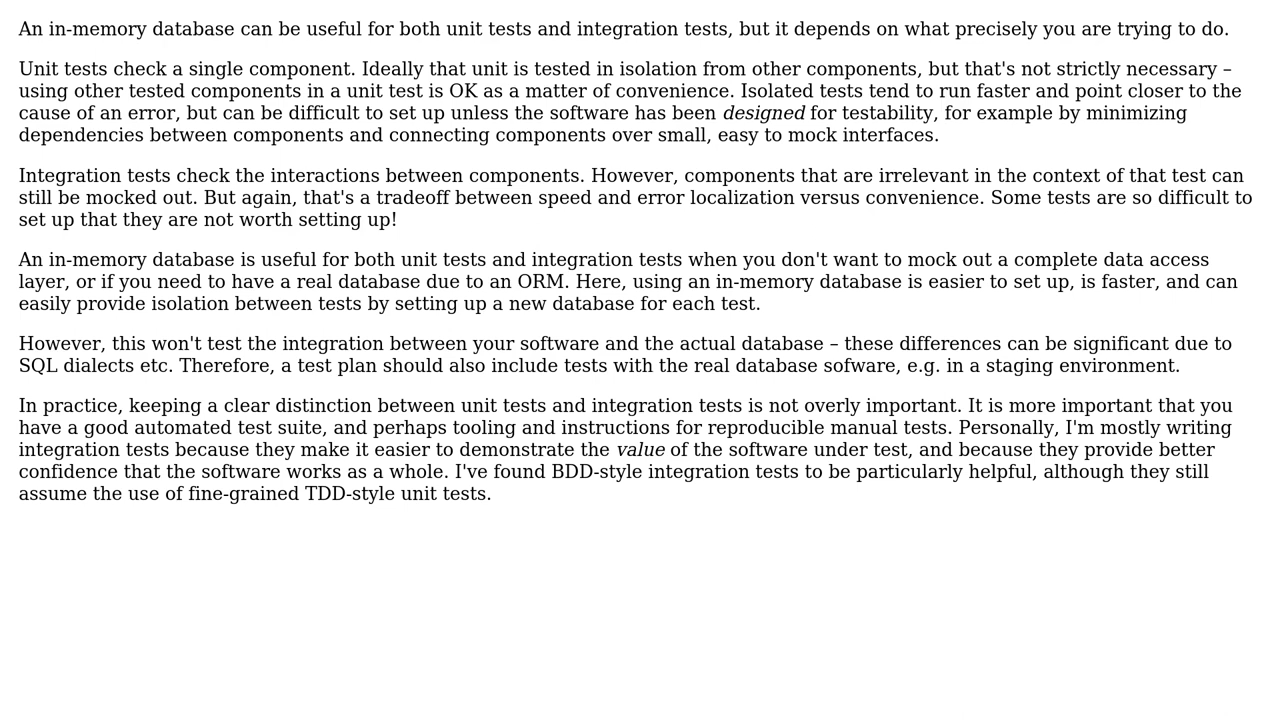 An in-memory database can be useful for both unit tests and integration tests, but it depends on what precisely you are trying to do.
Unit tests check a single component. Ideally that unit is tested in isolation from other components, but that's not strictly necessary –
using other tested components in a unit test is OK as a matter of convenience. Isolated tests tend to run faster and point closer to the
cause of an error, but can be difficult to set up unless the software has been designed for testability, for example by minimizing
dependencies between components and connecting components over small, easy to mock interfaces.
Integration tests check the interactions between components. However, components that are irrelevant in the context of that test can
still be mocked out. But again, that's a tradeoff between speed and error localization versus convenience. Some tests are so difficult to
set up that they are not worth setting up!
An in-memory database is useful for both unit tests and integration tests when you don't want to mock out a complete data access
layer, or if you need to have a real database due to an ORM. Here, using an in-memory database is easier to set up, is faster, and can
easily provide isolation between tests by setting up a new database for each test.
However, this won't test the integration between your software and the actual database – these differences can be significant due to
SQL dialects etc. Therefore, a test plan should also include tests with the real database sofware, e.g. in a staging environment.
In practice, keeping a clear distinction between unit tests and integration tests is not overly important. It is more important that you
have a good automated test suite, and perhaps tooling and instructions for reproducible manual tests. Personally, I'm mostly writing
integration tests because they make it easier to demonstrate the value of the software under test, and because they provide better
confidence that the software works as a whole. I've found BDD-style integration tests to be particularly helpful, although they still
assume the use of fine-grained TDD-style unit tests.